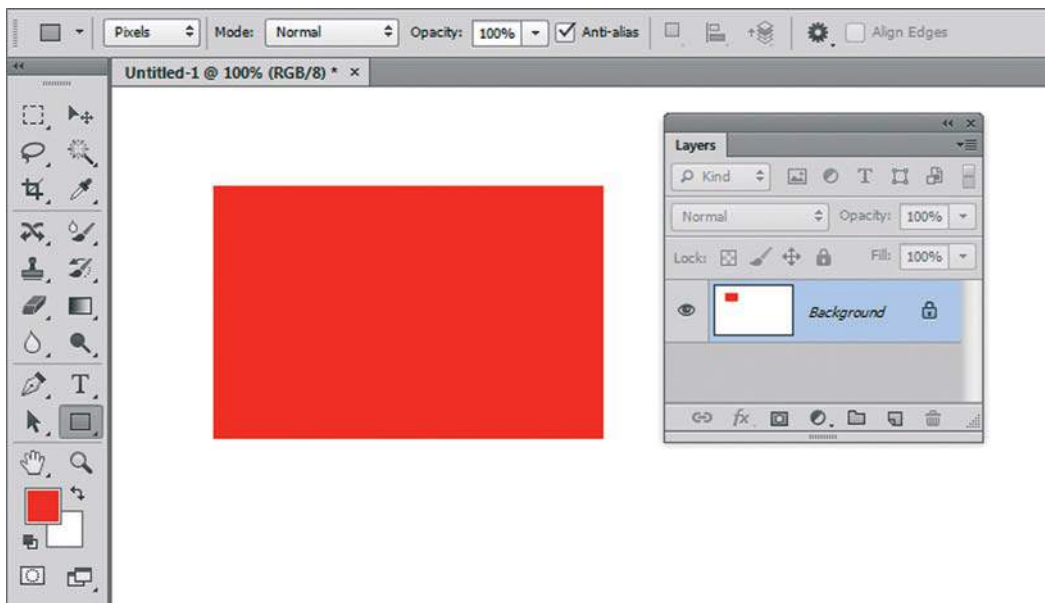 Pixels Mode: Normal Opacity: 100% Anti-alias Align Edges
Untitled-1 @ 100% (RGB/8) * ×
Layers
Kind T
Normal Opacity: 100%
Lock: Fill: 100%
Background
fx
T